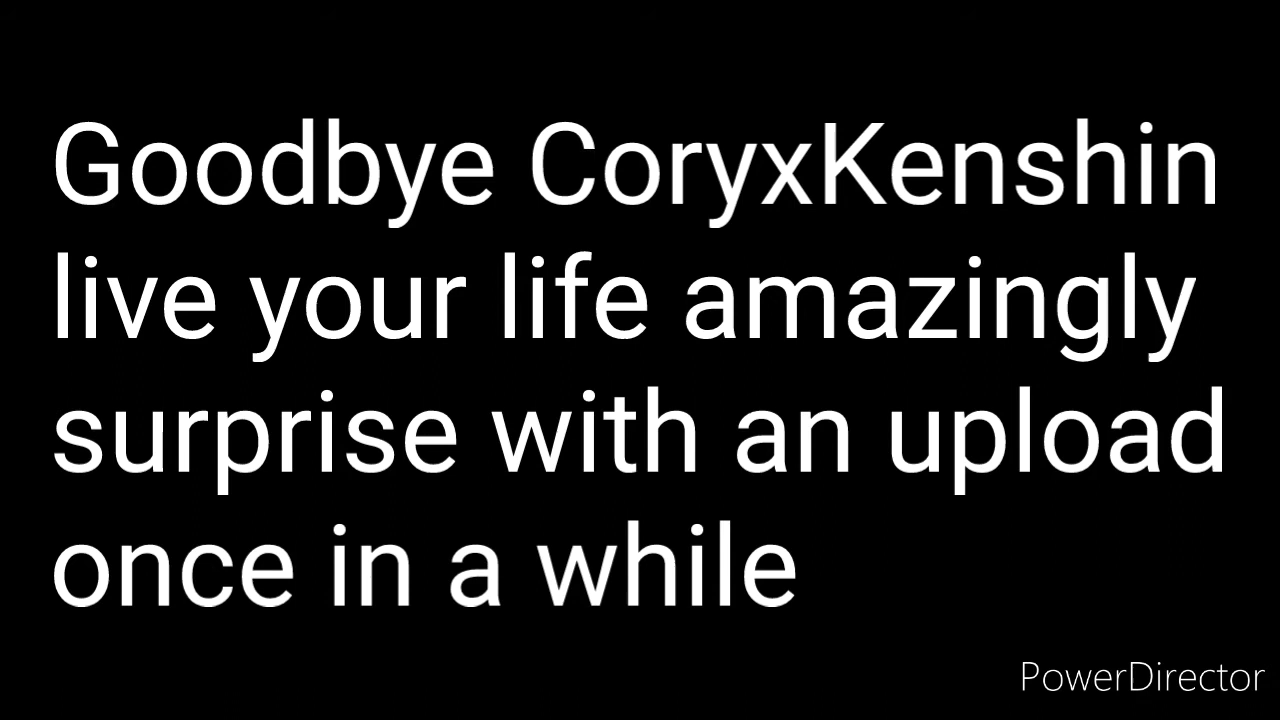 Goodbye CoryxKenshin
live your life amazingly
surprise with an upload
once in a while
PowerDirector